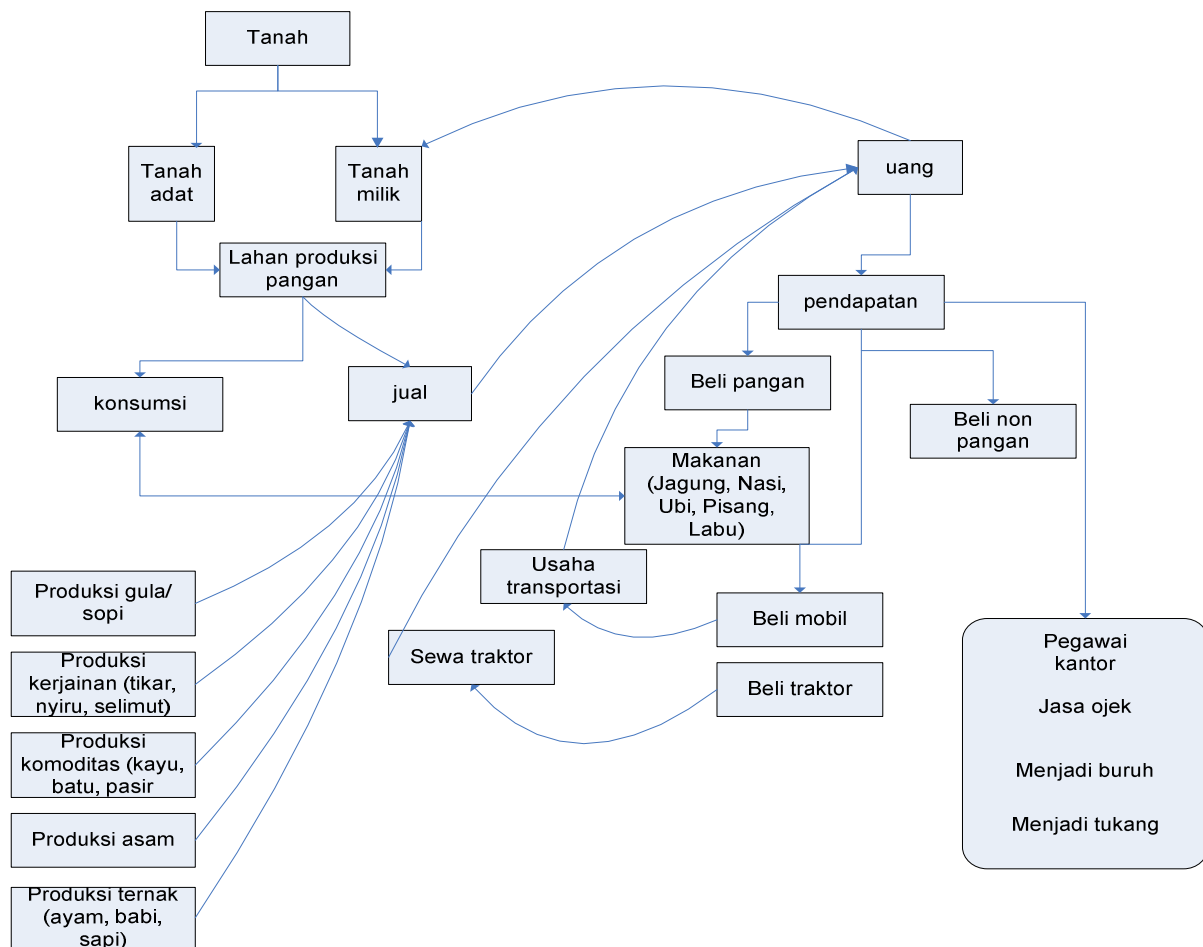 Tanah
Tanah
adat
Tanah
milik
uang
Lahan produksi
pangan
pendapatan
konsumsi
jual
Beli pangan
Beli non
pangan
Makanan
(Jagung, Nasi,
Ubi, Pisang,
Labu)
Usaha
transportasi
Produksi gula/
sopi
Beli mobil
Sewa traktor
Beli traktor
Produksi
kerjainan (tikar,
nyiru, selimut)
Produksi
komoditas (kayu,
batu, pasir
Produksi asam
Produksi ternak
(ayam, babi,
sapi)
Pegawai
kantor
Jasa ojek
Menjadi buruh
Menjadi tukang